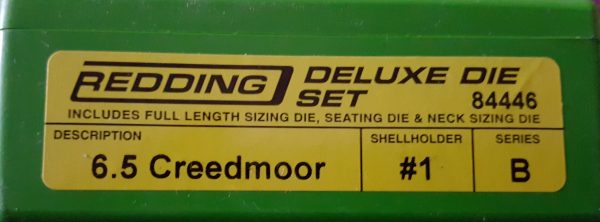 REDDING DELUXE DIE
SET 84446
INCLUDES FULL LENGTH SIZING DIE, SEATING DIE & NECK SIZING DIE
DESCRIPTION SHELLHOLDER SERIES
6.5 Creedmoor #1 B